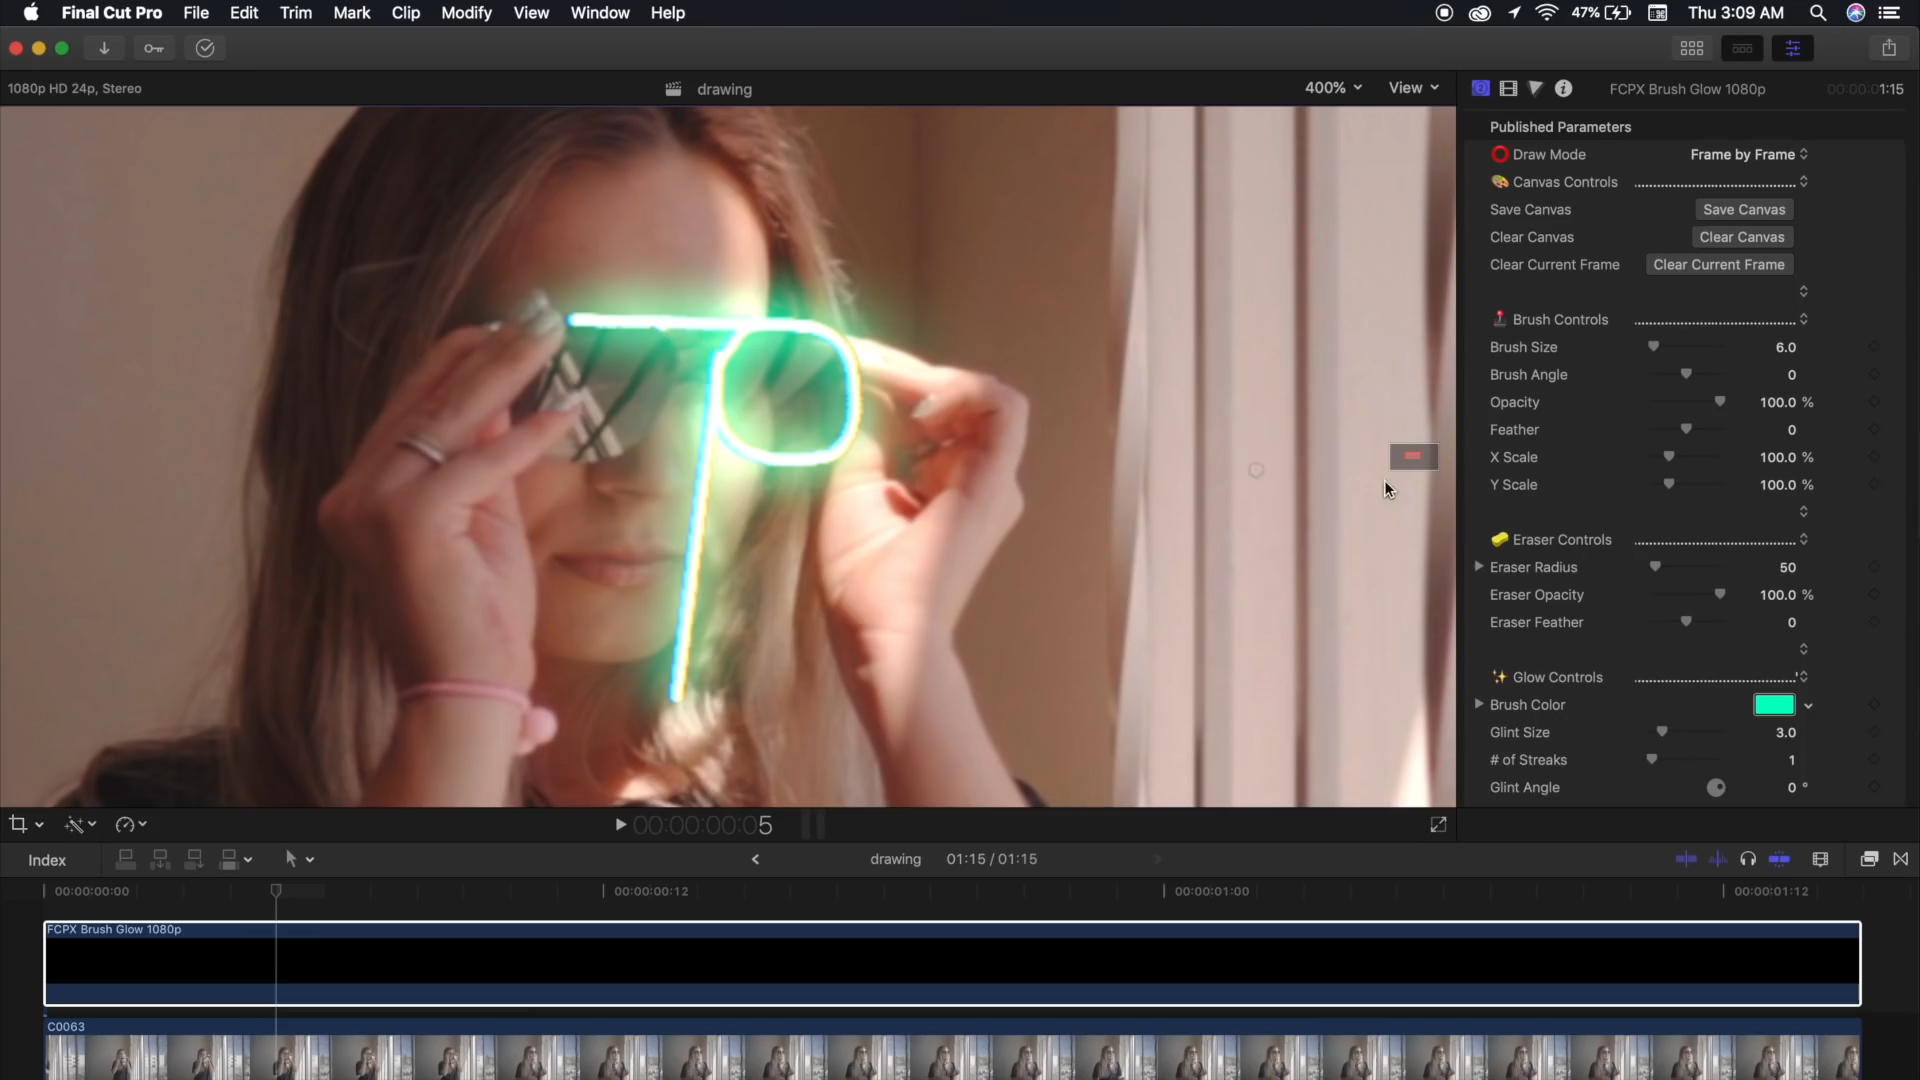 Final Cut Pro File Edit Trim Mark Clip Modify View Window Help 47% Thu 3:09 AM
1080p HD 24p, Stereo drawing 400% View FCPX Brush Glow 1080p 00:00:01:15
Published Parameters
Draw Mode Frame by Frame
Canvas Controls
Save Canvas Save Canvas
Clear Canvas Clear Canvas
Clear Current Frame Clear Current Frame
Brush Controls
Brush Size 6.0
Brush Angle 0
Opacity 100.0 %
Feather 0
X Scale 100.0 %
Y Scale 100.0 %
Eraser Controls
Eraser Radius 50
Eraser Opacity 100.0 %
Eraser Feather 0
Glow Controls
Brush Color
Glint Size 3.0
# of Streaks 1
Glint Angle 0 °
00:00:00:05
Index drawing 01:15 / 01:15
00:00:00:00 00:00:00:12 00:00:01:00 00:00:01:12
FCPX Brush Glow 1080p
C0063